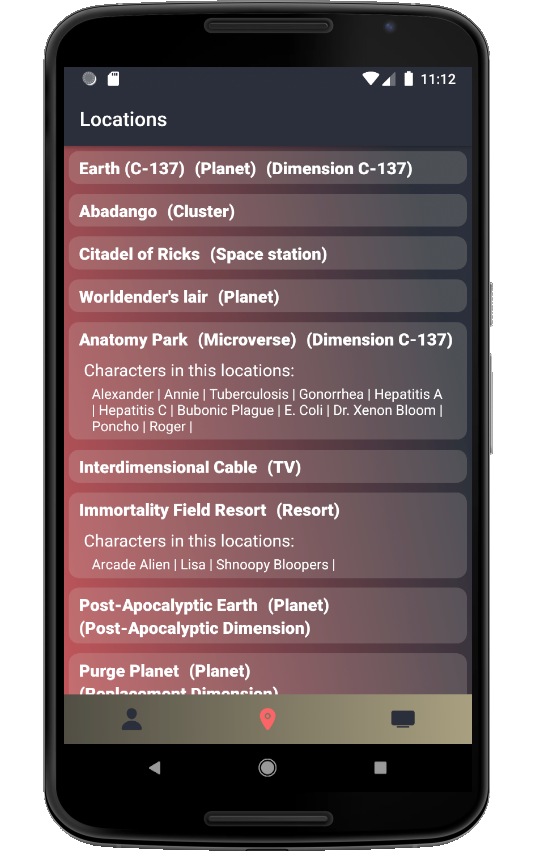 11:12
Locations
Earth (C-137) (Planet) (Dimension C-137)
Abadango (Cluster)
Citadel of Ricks (Space station)
Worldender's lair (Planet)
Anatomy Park (Microverse) (Dimension C-137)
Characters in this locations:
Alexander | Annie | Tuberculosis | Gonorrhea | Hepatitis A
| Hepatitis C | Bubonic Plague | E. Coli | Dr. Xenon Bloom |
Poncho | Roger |
Interdimensional Cable (TV)
Immortality Field Resort (Resort)
Characters in this locations:
Arcade Alien | Lisa | Shnoopy Bloopers |
Post-Apocalyptic Earth (Planet)
(Post-Apocalyptic Dimension)
Purge Planet (Planet)
(Replacement Dimension)